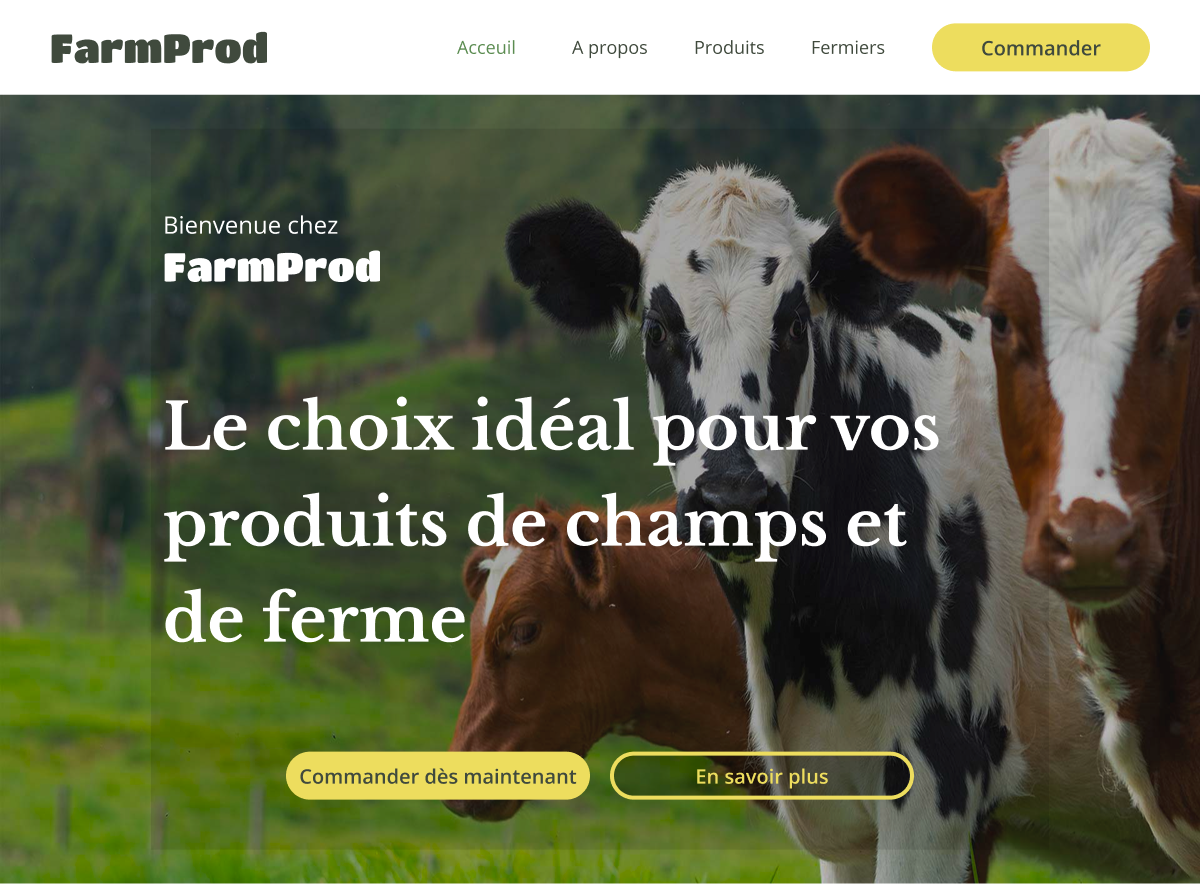 FarmProd
Acceuil
A propos
Produits
Fermiers
Commander
Bienvenue chez
FarmProd
Le choix idéal pour vos
produits de champs et
de ferme
Commander dès maintenant
En savoir plus